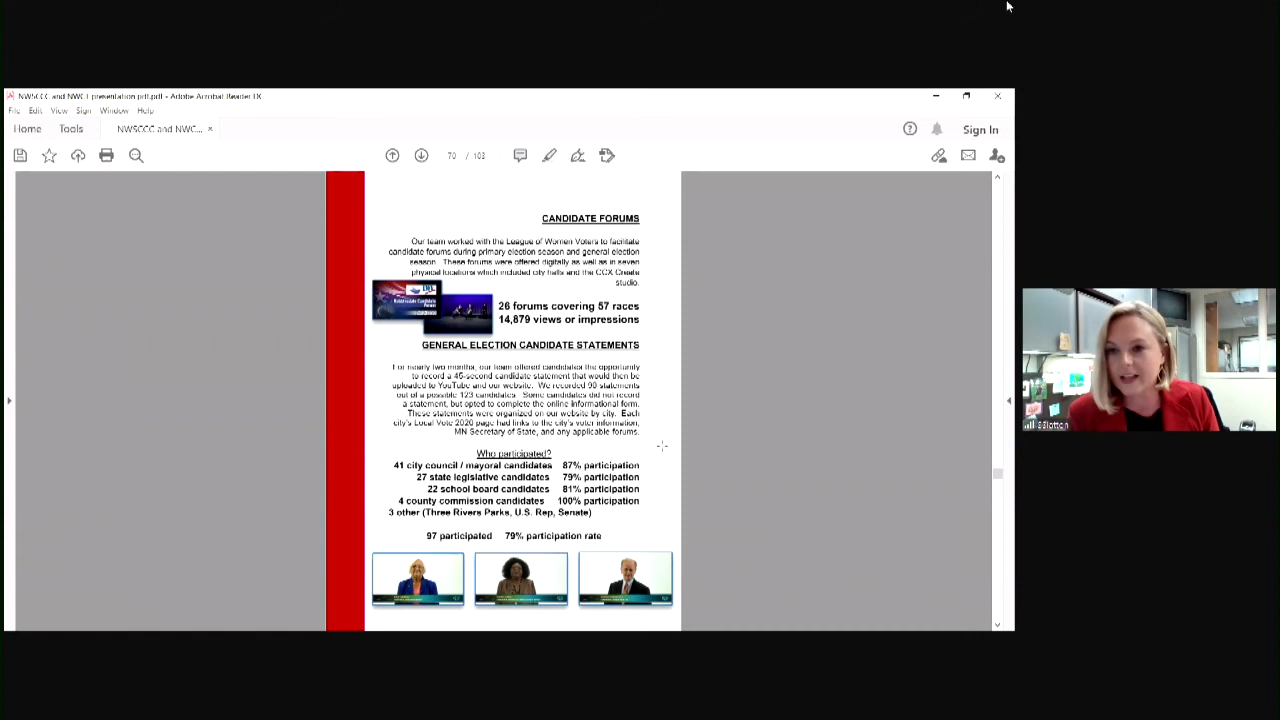 NWSCCC and NWCT presentation pdf.pdf - Adobe Acrobat Reader DC
File Edit View Sign Window Help
Home Tools NWSCCC and NWC... × Sign In
70 / 103
CANDIDATE FORUMS
Our team worked with the League of Women Voters to facilitate
candidate forums during primary election season and general election
season. These forums were offered digitally as well as in seven
physical locations which included city halls and the CCX Create
studio.
Candidate
Forum
26 forums covering 57 races
14,879 views or impressions
GENERAL ELECTION CANDIDATE STATEMENTS
For nearly two months, our team offered candidates the opportunity
to record a 45-second candidate statement that would then be
uploaded to YouTube and our website. We recorded 90 statements
out of a possible 123 candidates. Some candidates did not record
a statement, but opted to complete the online informational form.
These statements were organized on our website by city. Each
city's Local Vote 2020 page had links to the city's voter information,
MN Secretary of State, and any applicable forums.
Who participated?
41 city council / mayoral candidates 87% participation
27 state legislative candidates 79% participation
22 school board candidates 81% participation
4 county commission candidates 100% participation
3 other (Three Rivers Parks, U.S. Rep, Senate)
97 participated 79% participation rate
SSlatton